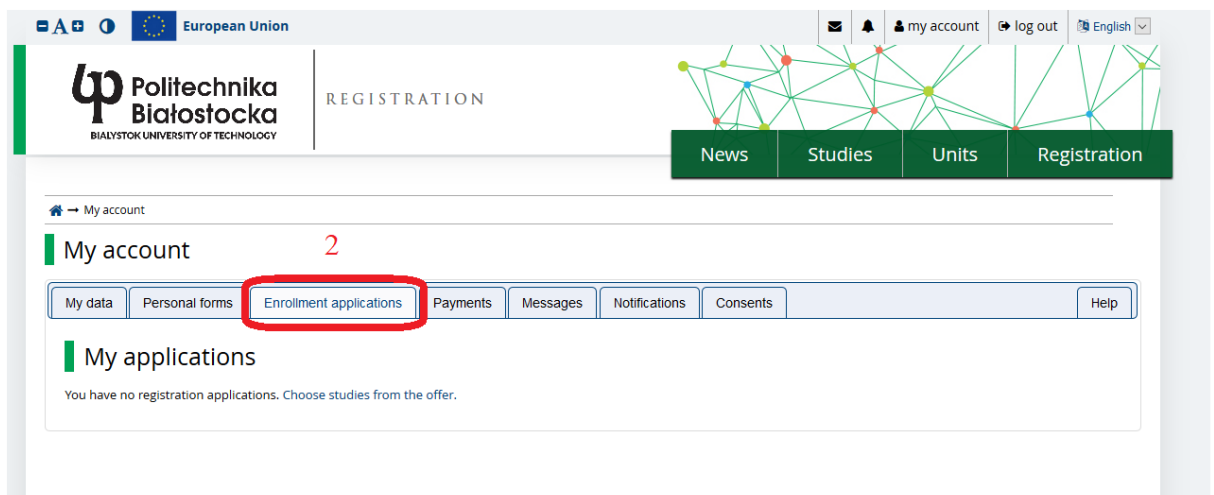 A European Union my account log out English
Politechnika
Białostocka
BIALYSTOK UNIVERSITY OF TECHNOLOGY
REGISTRATION
News Studies Units Registration
→ My account
My account 2
My data Personal forms Enrollment applications Payments Messages Notifications Consents Help
My applications
You have no registration applications. Choose studies from the offer.